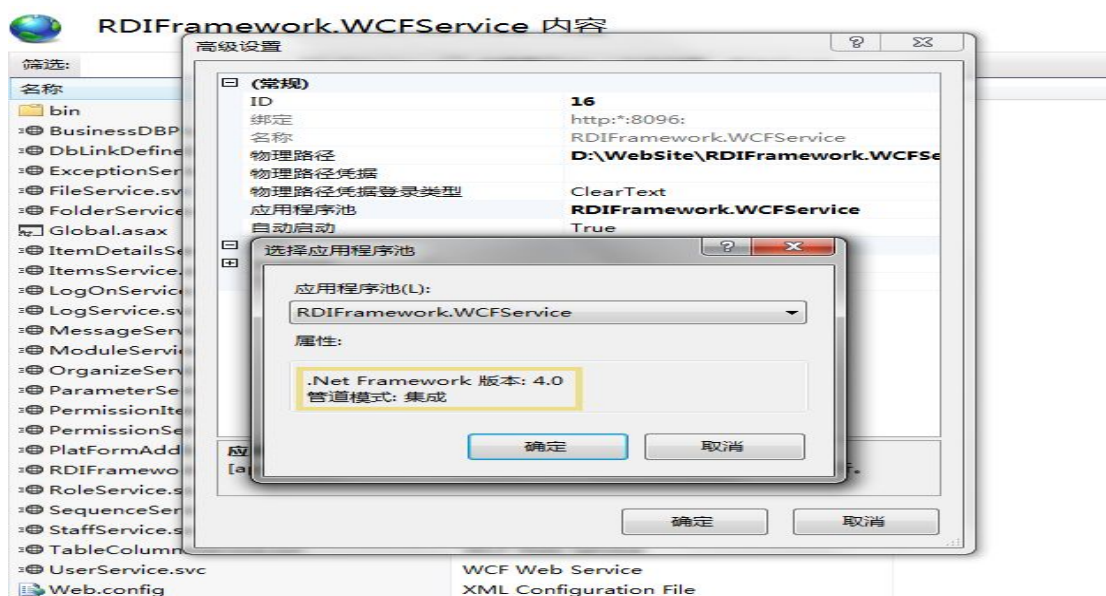 RDIFramework.WCFService 内容
高级设置
筛选:
(常规)
名称
ID 16
bin
绑定 http:*:8096:
BusinessDBP
名称 RDIFramework.WCFService
DbLinkDefine
物理路径 D:\WebSite\RDIFramework.WCFSe
ExceptionSer
物理路径凭据
FileService.sv
物理路径凭据登录类型 ClearText
FolderService
应用程序池 RDIFramework.WCFService
Global.asax
自动启动 True
ItemDetailsSe
选择应用程序池
ItemsService.
应用程序池(L):
LogOnService
RDIFramework.WCFService
LogService.sv
MessageServ
属性:
ModuleServi
OrganizeServ
.Net Framework 版本: 4.0
ParameterSe
管道模式: 集成
PermissionIte
PermissionSe
确定 取消
PlatFormAdd
应
RDIFramewo
[ap
行。
RoleService.s
SequenceSer
确定 取消
StaffService.s
TableColumn
UserService.svc WCF Web Service
Web.config XML Configuration File